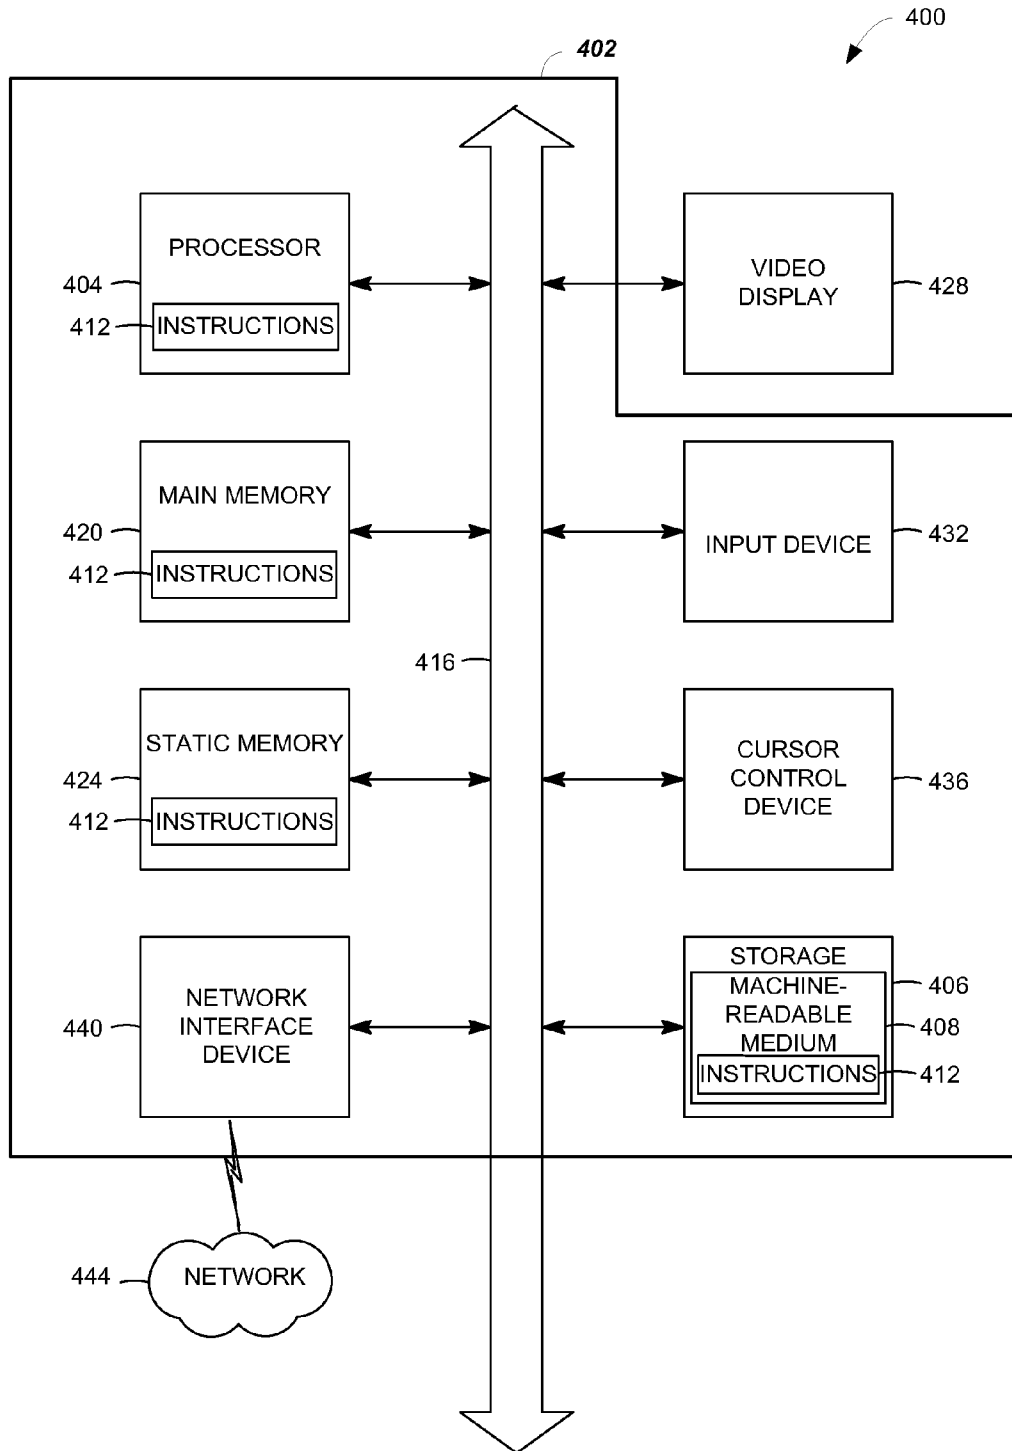 400
402
PROCESSOR
404
412
INSTRUCTIONS
VIDEO
DISPLAY
428
MAIN MEMORY
420
412
INSTRUCTIONS
INPUT DEVICE
432
416
STATIC MEMORY
424
412
INSTRUCTIONS
CURSOR
CONTROL
DEVICE
436
NETWORK
INTERFACE
DEVICE
440
STORAGE
406
MACHINE-
READABLE
MEDIUM
408
INSTRUCTIONS
412
444
NETWORK